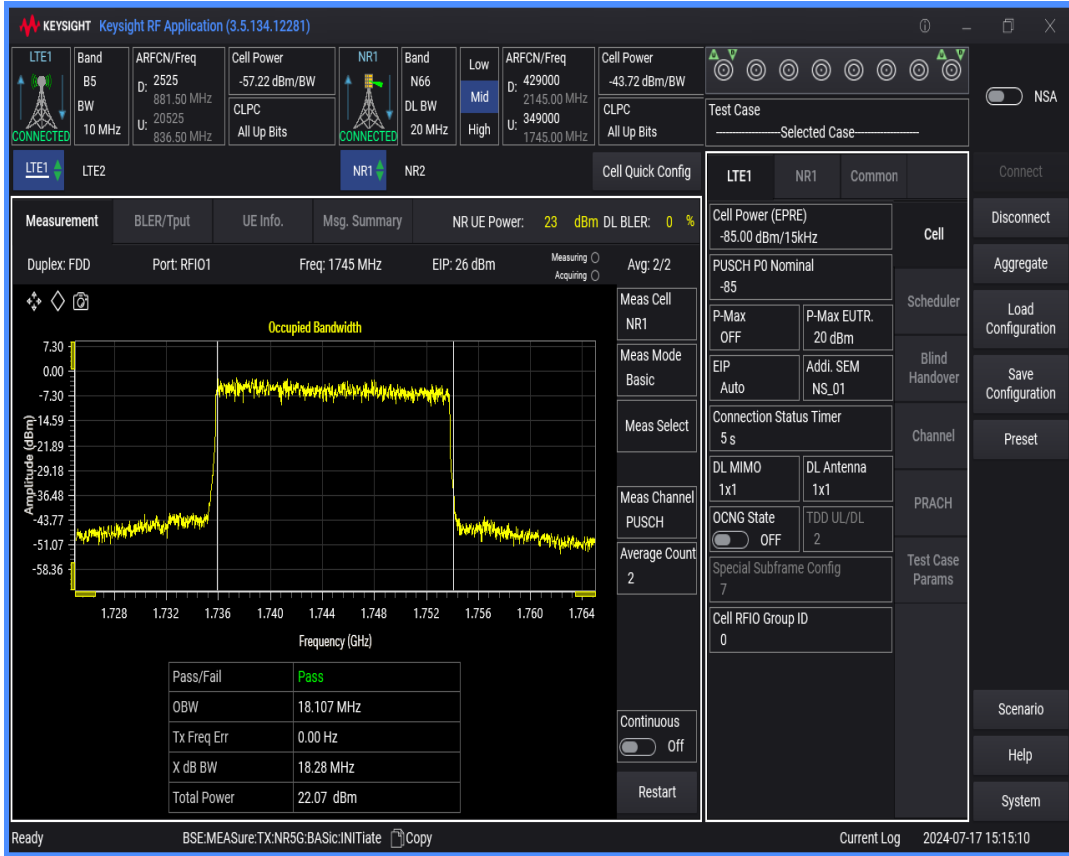 KEYSIGHT Keysight RF Application (3.5.134.12281)
LTE1
CONNECTED
Band
B5
BW
10 MHz
ARFCN/Freq
D: 2525
881.50 MHz
U: 20525
836.50 MHz
Cell Power
-57.22 dBm/BW
CLPC
All Up Bits
NR1
CONNECTED
Band
N66
DL BW
20 MHz
Low
Mid
High
ARFCN/Freq
D: 429000
2145.00 MHz
U: 349000
1745.00 MHz
Cell Power
-43.72 dBm/BW
CLPC
All Up Bits
Test Case
---------------Selected Case---------------
NSA
LTE1 LTE2 NR1 NR2 Cell Quick Config
Measurement BLER/Tput UE Info. Msg. Summary NR UE Power: 23 dBm DL BLER: 0 %
Duplex: FDD Port: RFIO1 Freq: 1745 MHz EIP: 26 dBm Measuring Avg: 2/2
Acquiring
Occupied Bandwidth
Amplitude (dBm)
7.30
0.00
-7.30
-14.59
-21.89
-29.18
-36.48
-43.77
-51.07
-58.36
1.728 1.732 1.736 1.740 1.744 1.748 1.752 1.756 1.760 1.764
Frequency (GHz)
Pass/Fail Pass
OBW 18.107 MHz
Tx Freq Err 0.00 Hz
X dB BW 18.28 MHz
Total Power 22.07 dBm
Meas Cell
NR1
Meas Mode
Basic
Meas Select
Meas Channel
PUSCH
Average Count
2
Continuous
Off
Restart
LTE1 NR1 Common
Cell Power (EPRE)
-85.00 dBm/15kHz
PUSCH P0 Nominal
-85
P-Max
OFF
P-Max EUTR.
20 dBm
EIP
Auto
Addi. SEM
NS_01
Connection Status Timer
5 s
DL MIMO
1x1
DL Antenna
1x1
OCNG State
OFF
TDD UL/DL
2
Special Subframe Config
7
Cell RFIO Group ID
0
Cell
Scheduler
Blind
Handover
Channel
PRACH
Test Case
Params
Connect
Disconnect
Aggregate
Load
Configuration
Save
Configuration
Preset
Scenario
Help
System
Ready BSE:MEASure:TX:NR5G:BASic:INITiate Copy Current Log 2024-07-17 15:15:10